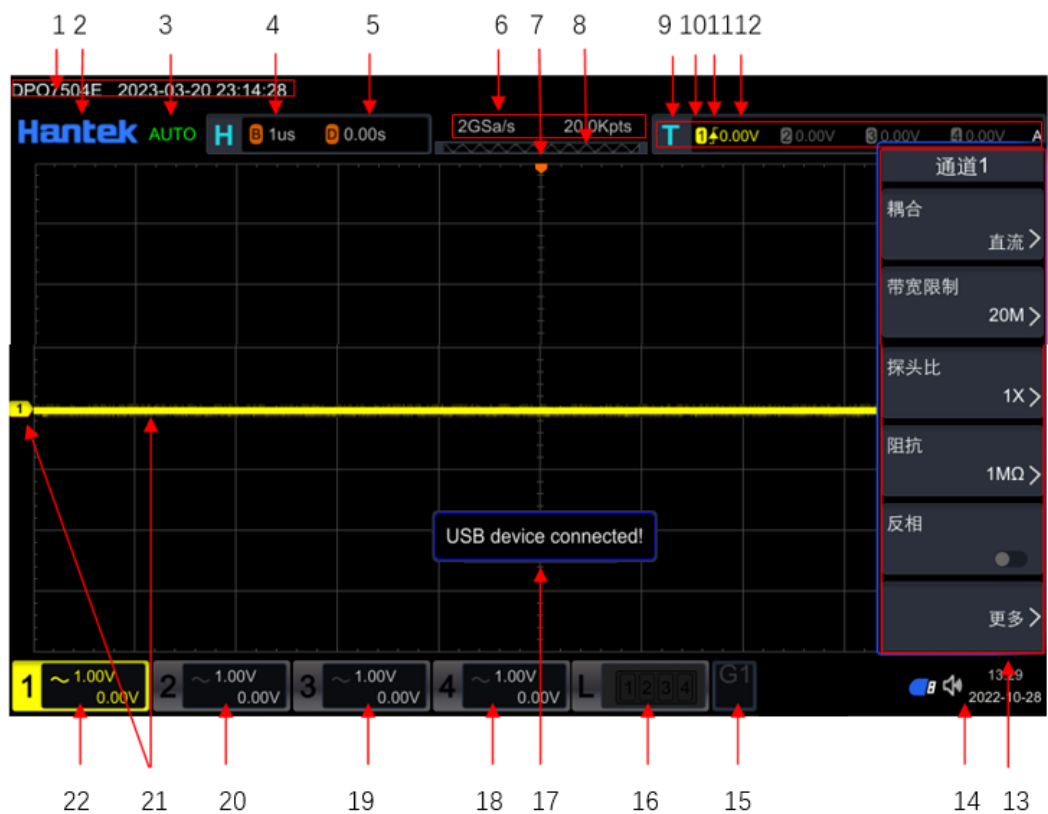 1 2 3 4 5 6 7 8 9 10 11 12
DPO7504E 2023-03-20 23:14:28
Hantek AUTO H B 1us D 0.00s 2GSa/s 20.0Kpts T 1 0.00V 2 0.00V 3 0.00V 4 0.00V A
通道1
耦合
直流
带宽限制
20M
探头比
1X
1
阻抗
1MΩ
反相
USB device connected!
更多
1 ~ 1.00V 2 ~ 1.00V 3 ~ 1.00V 4 ~ 1.00V L 1 2 3 4 G1 13:29
0.00V 0.00V 0.00V 0.00V 2022-10-28
22 21 20 19 18 17 16 15 14 13